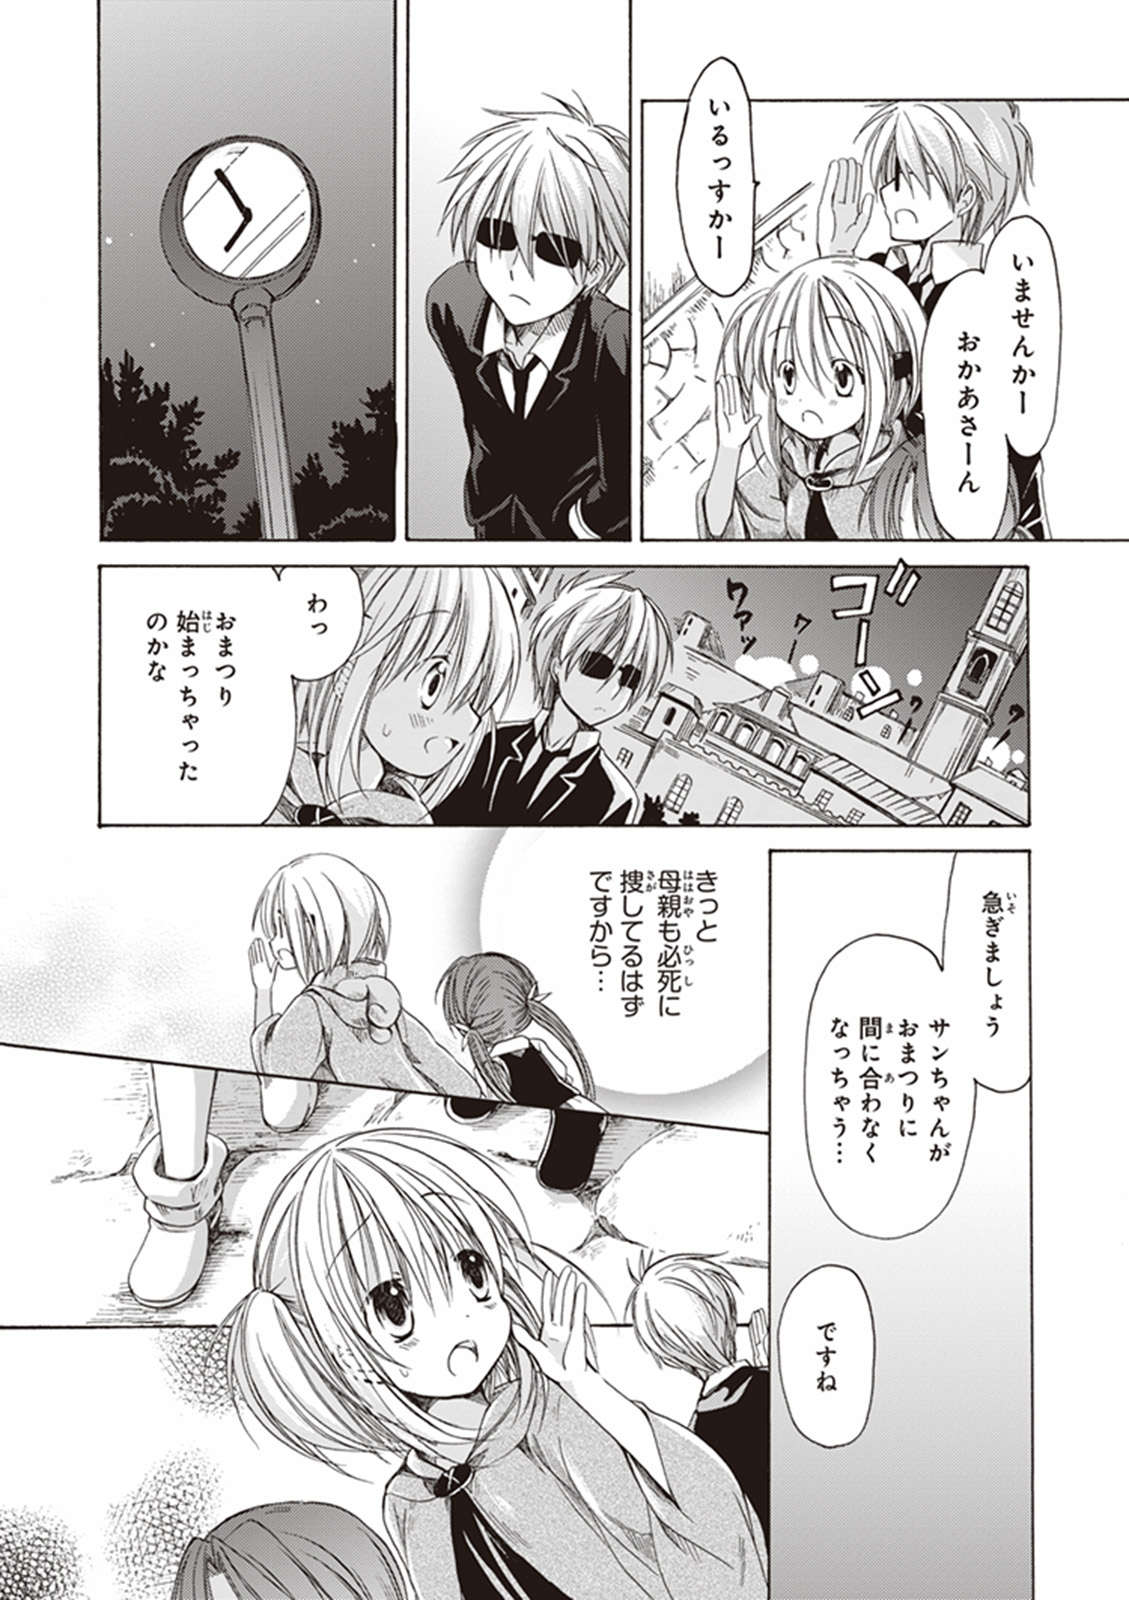 いませんかー
おかあさーん
いるっすかー
ゴーン
ワアッ
ワー
わっ
おまつり
始まっちゃった
のかな
急ぎましょう
サンちゃんが
おまつりに
間に合わなく
なっちゃう…
ですね
きっと
母親も必死に
捜してるはず
ですから…